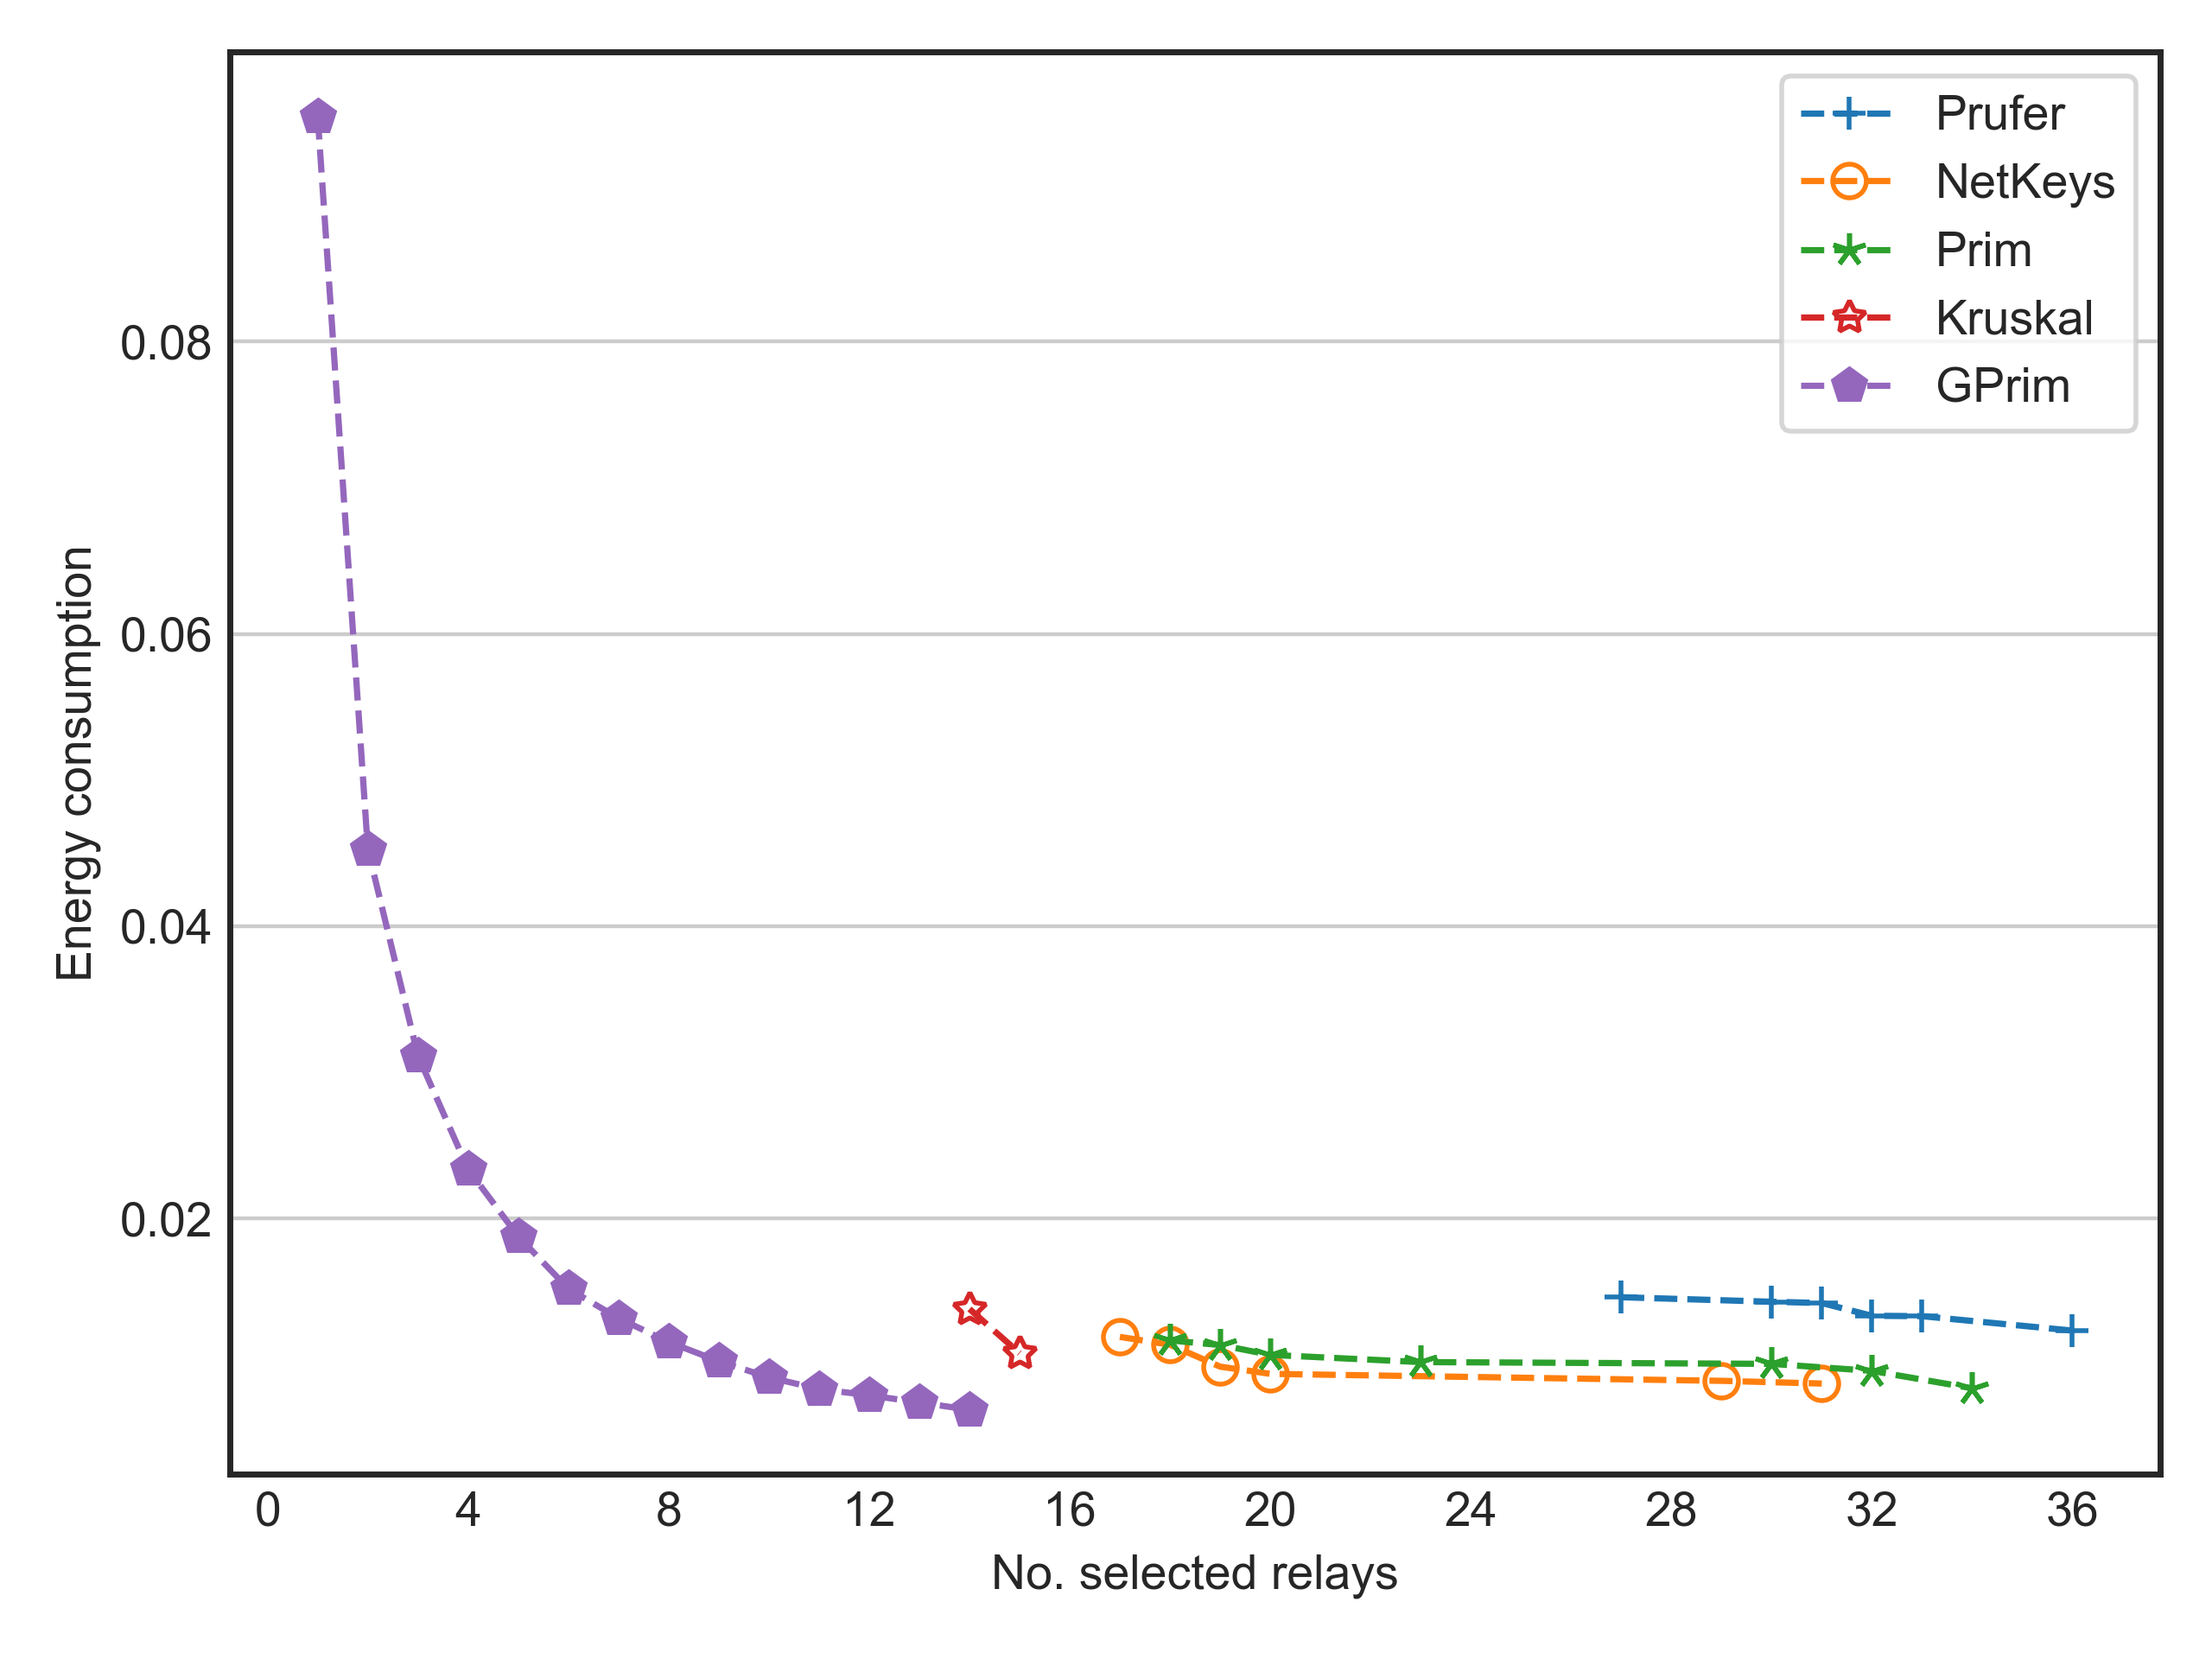 Prufer
NetKeys
Prim
Kruskal
GPrim
Energy consumption
0.08
0.06
0.04
0.02
0 4 8 12 16 20 24 28 32 36
No. selected relays